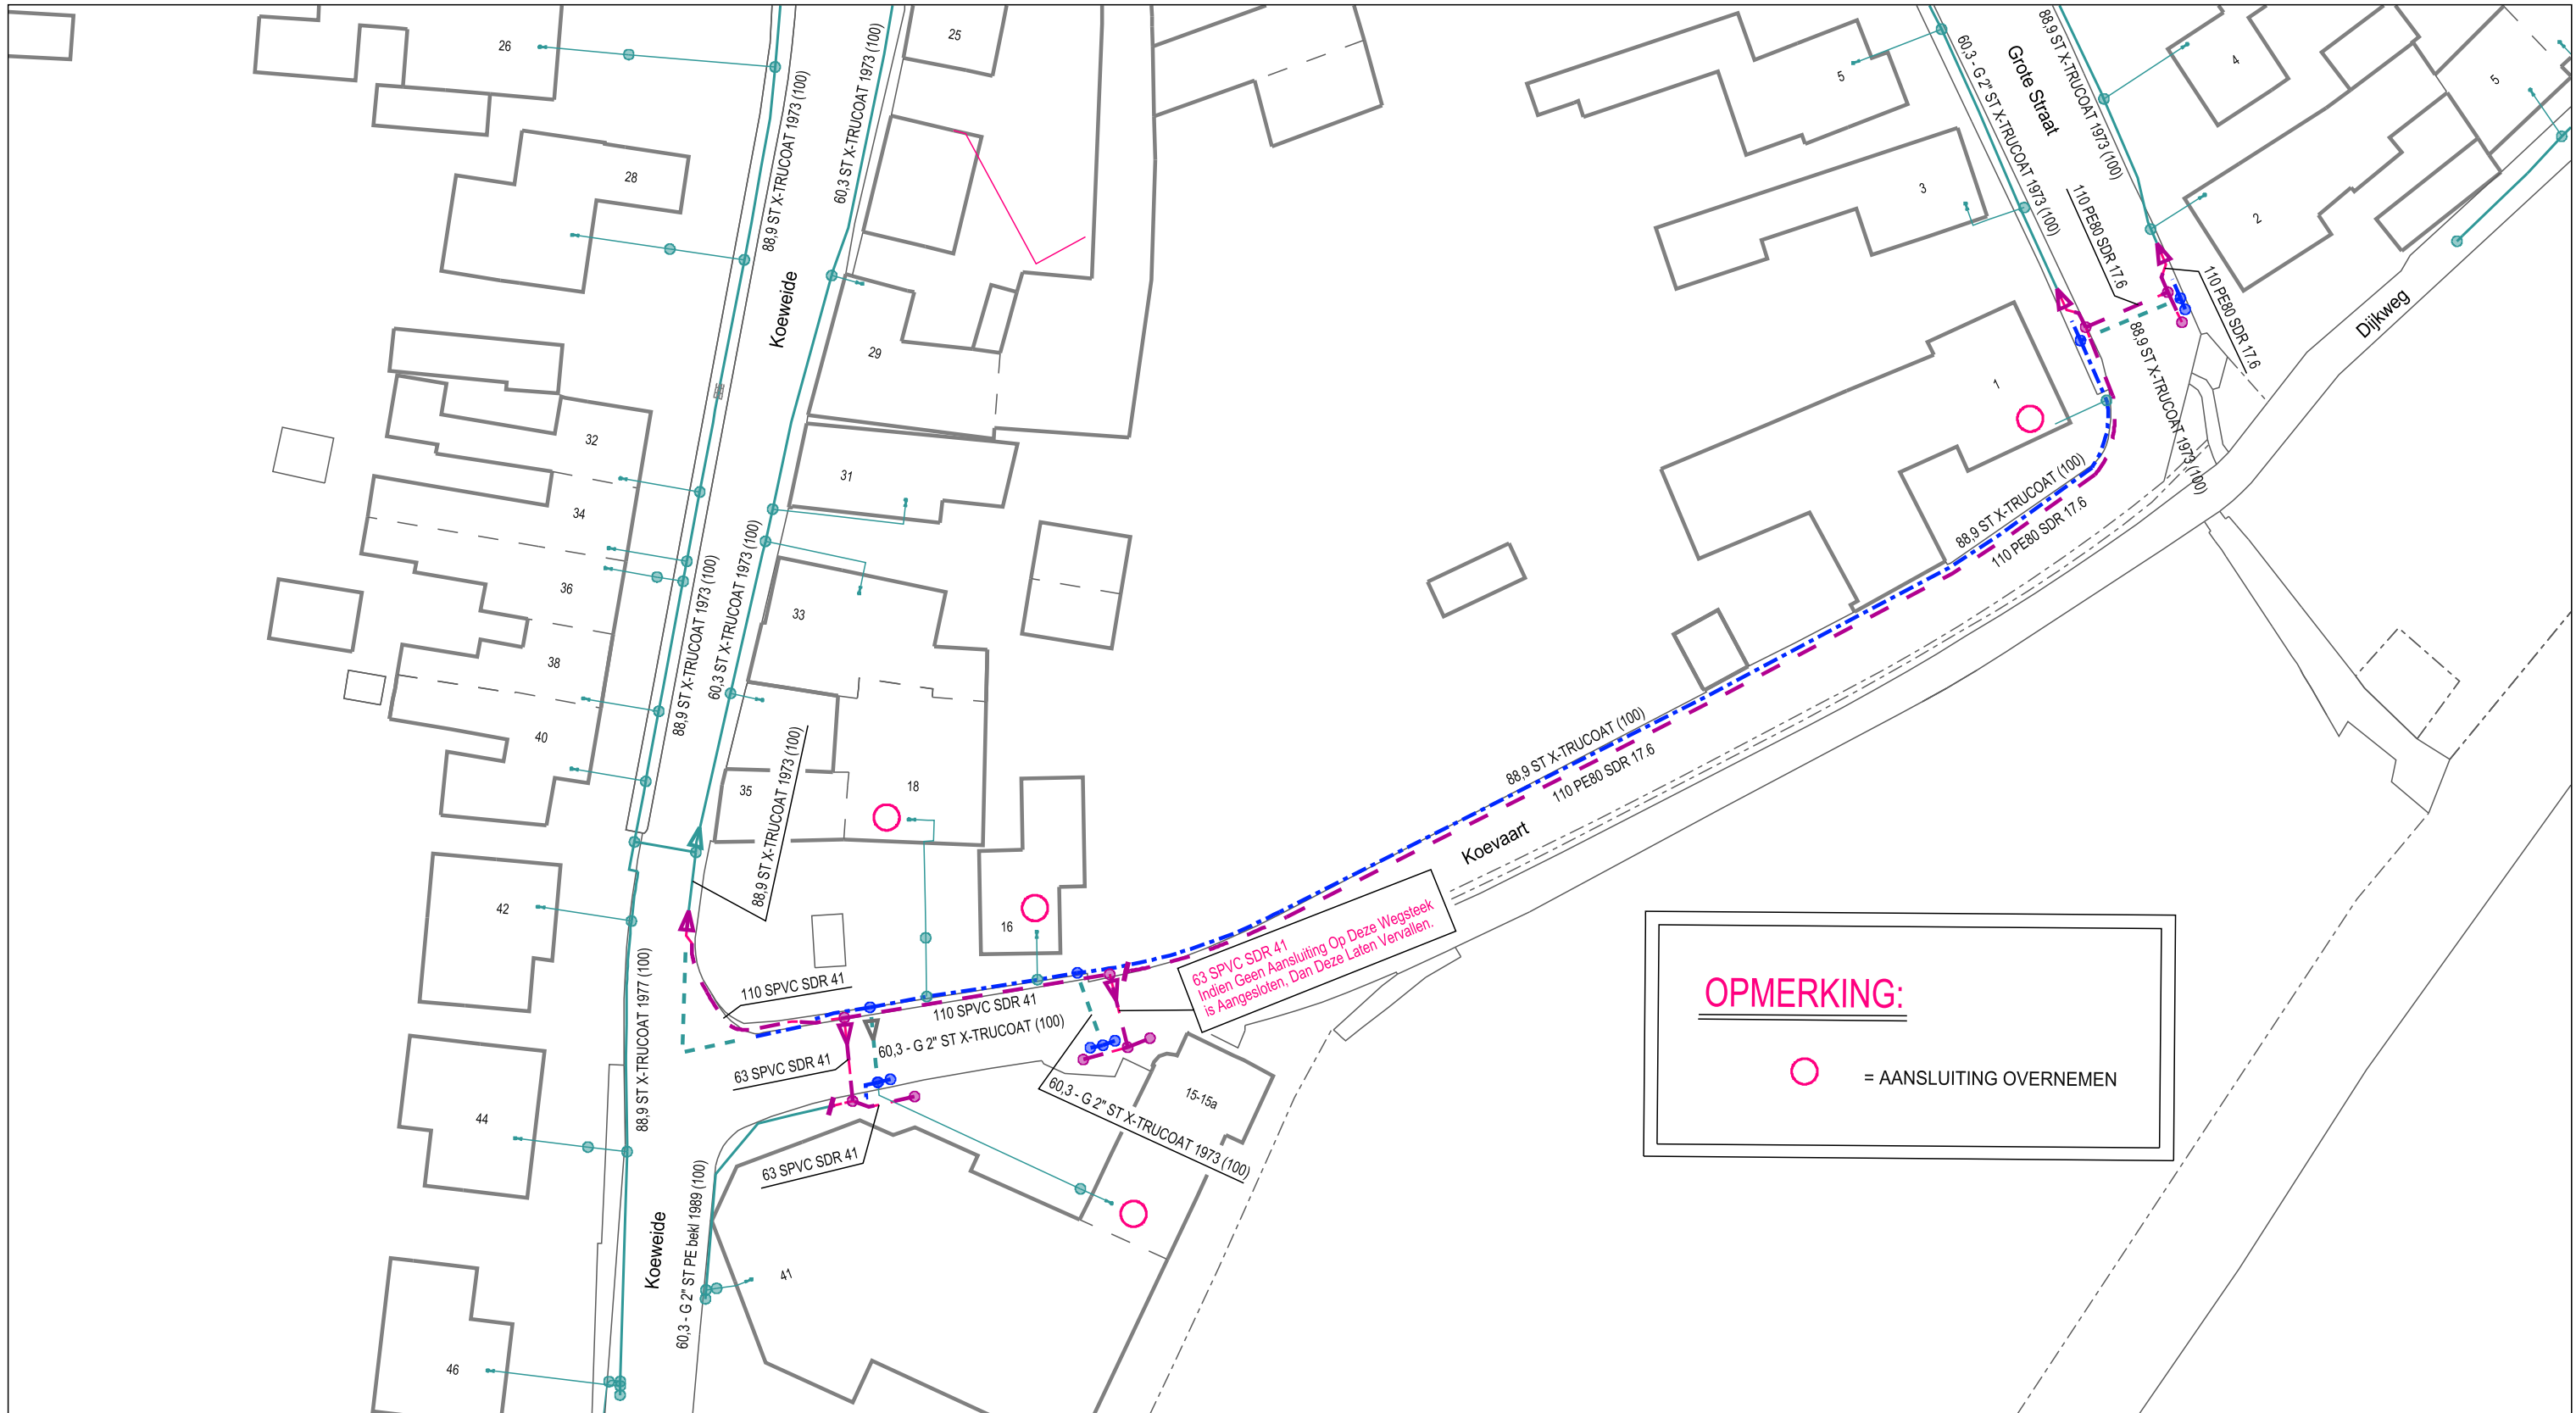 26
25
28
29
31
32
34
36
38
40
33
35
18
16
42
44
46
41
15-15a
5
3
1
4
5
2
88,9 ST X-TRUCOAT 1973 (100)
60,3 ST X-TRUCOAT 1973 (100)
Koeweide
88,9 ST X-TRUCOAT 1973 (100)
60,3 ST X-TRUCOAT 1973 (100)
88,9 ST X-TRUCOAT 1973 (100)
88,9 ST X-TRUCOAT 1977 (100)
Koeweide
60,3 - G 2" ST PE bekl 1989 (100)
110 SPVC SDR 41
110 SPVC SDR 41
60,3 - G 2" ST X-TRUCOAT (100)
63 SPVC SDR 41
63 SPVC SDR 41
60,3 - G 2" ST X-TRUCOAT 1973 (100)
63 SPVC SDR 41
Indien Geen Aansluiting Op Deze Wegsteek
is Aangesloten, Dan Deze Laten Vervallen.
Koevaart
88,9 ST X-TRUCOAT (100)
110 PE80 SDR 17.6
88,9 ST X-TRUCOAT (100)
110 PE80 SDR 17.6
60,3 - G 2" ST X-TRUCOAT 1973 (100)
Grote Straat
88,9 ST X-TRUCOAT 1973 (100)
110 PE80 SDR 17.6
110 PE80 SDR 17.6
88,9 ST X-TRUCOAT 1973 (100)
Dijkweg
OPMERKING:
= AANSLUITING OVERNEMEN